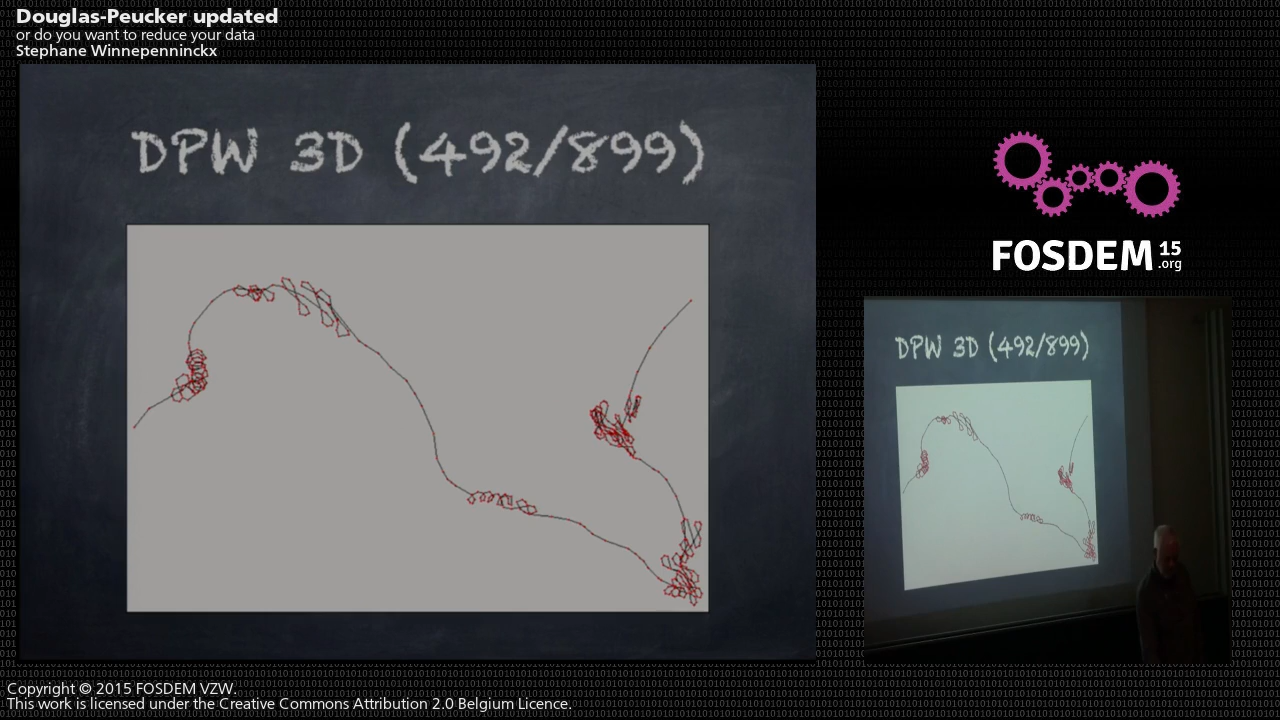 Douglas-Peucker updated
or do you want to reduce your data
Stephane Winnepenninckx
DPW 3D (492/899)
FOSDEM 15
.org
DPW 3D (492/899)
Copyright © 2015 FOSDEM VZW.
This work is licensed under the Creative Commons Attribution 2.0 Belgium Licence.